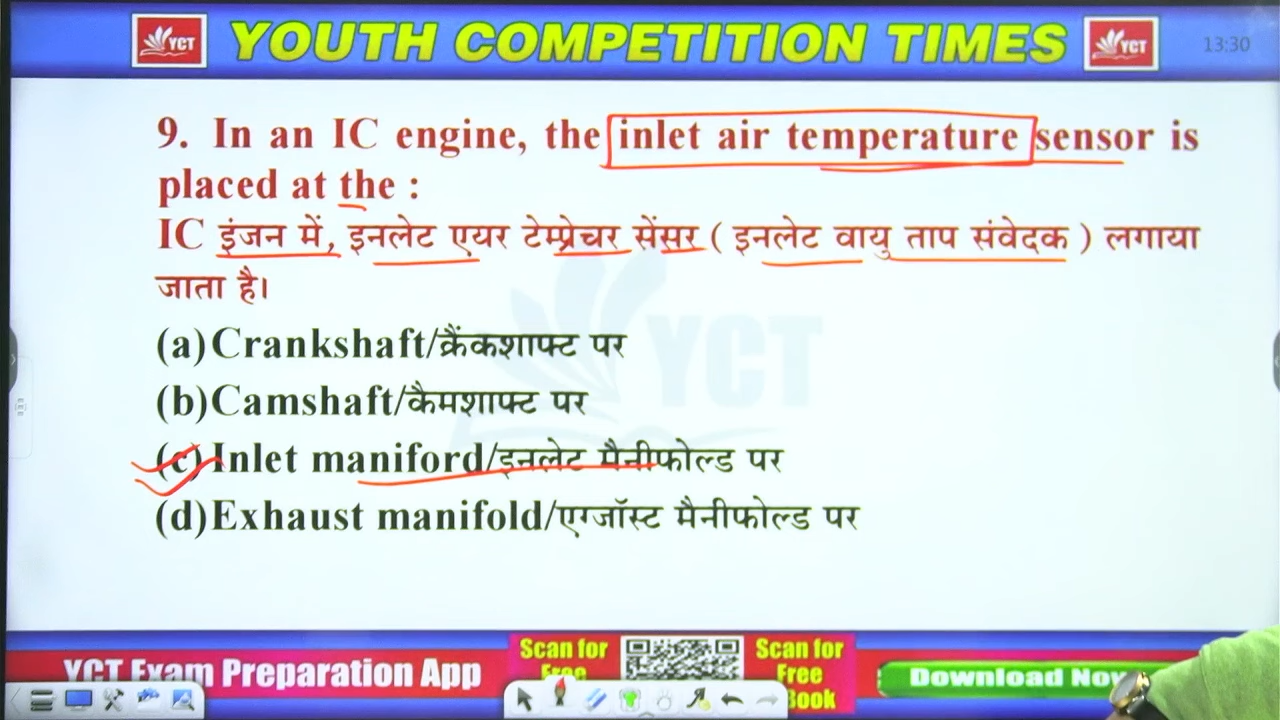 YCT
YOUTH COMPETITION TIMES
YCT
13:30
9. In an IC engine, the inlet air temperature sensor is
placed at the :
IC इंजन में, इनलेट एयर टेम्प्रेचर सेंसर ( इनलेट वायु ताप संवेदक ) लगाया
जाता है।
(a)Crankshaft/क्रैंकशाफ्ट पर
(b)Camshaft/कैमशाफ्ट पर
(c)Inlet maniford/इनलेट मैनीफोल्ड पर
(d)Exhaust manifold/एग्जॉस्ट मैनीफोल्ड पर
YCT
YCT Exam Preparation App
Scan for
Free
Scan for
Free
Book
Download Now